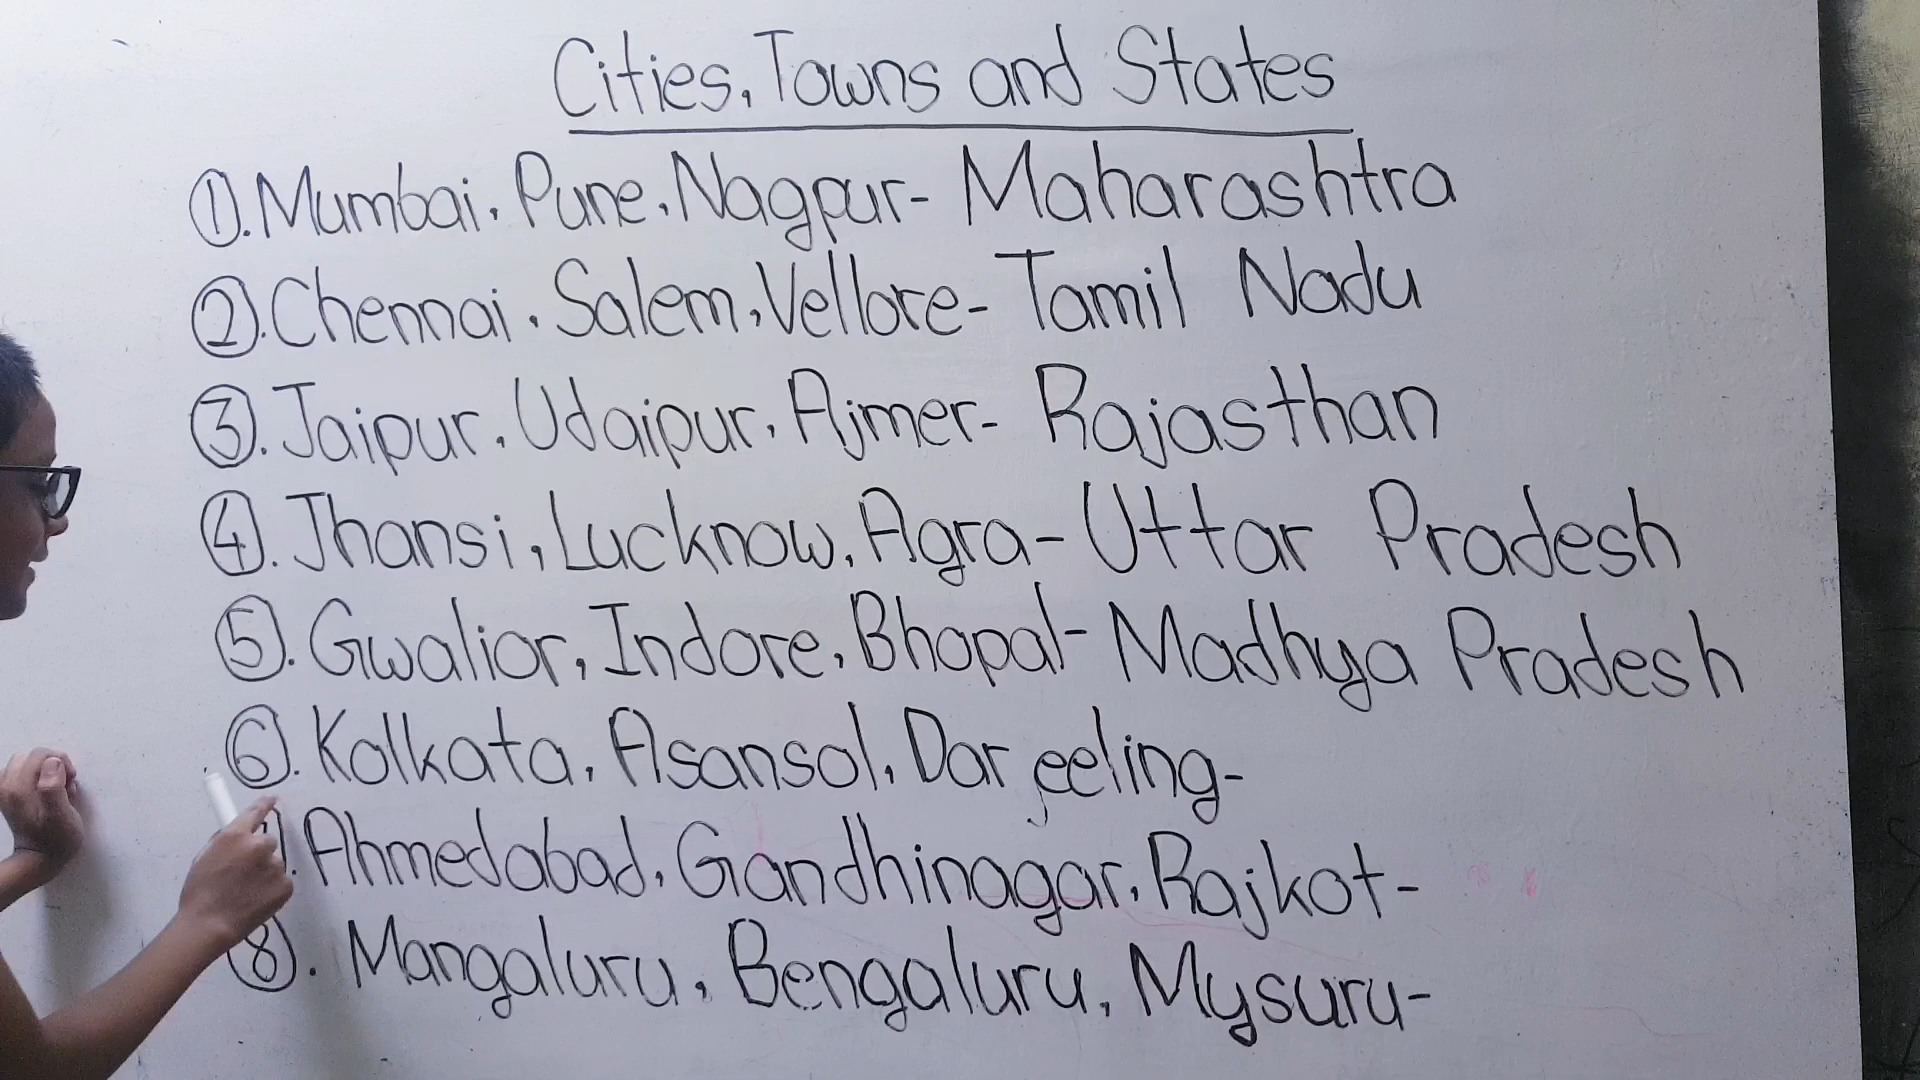 Cities, Towns and States
①. Mumbai, Pune, Nagpur- Maharashtra
②. Chennai, Salem, Vellore- Tamil Nadu
③. Jaipur, Udaipur, Ajmer- Rajasthan
④. Jhansi, Lucknow, Agra- Uttar Pradesh
⑤. Gwalior, Indore, Bhopal- Madhya Pradesh
⑥. Kolkata, Asansol, Darjeeling-
Ahmedabad, Gandhinagar, Rajkot-
⑧. Mangaluru, Bengaluru, Mysuru-